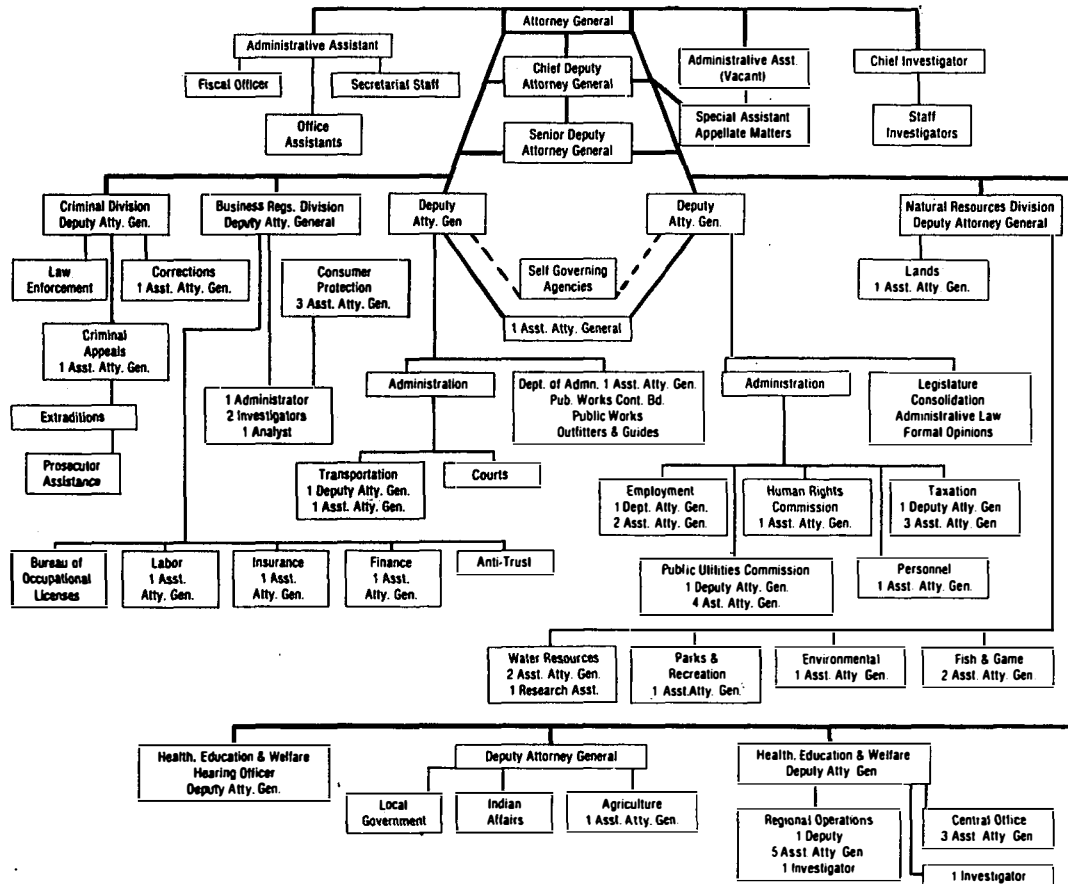 Attorney General
Administrative Assistant
Fiscal Officer
Secretarial Staff
Office
Assistants
Chief Deputy
Attorney General
Senior Deputy
Attorney General
Administrative Asst.
(Vacant)
Special Assistant
Appellate Matters
Chief Investigator
Staff
Investigators
Criminal Division
Deputy Atty. Gen.
Law
Enforcement
Corrections
1 Asst. Atty. Gen.
Criminal
Appeals
1 Asst. Atty. Gen.
Extraditions
Prosecutor
Assistance
Business Regs. Division
Deputy Atty. General
Consumer
Protection
3 Asst. Atty. Gen.
1 Administrator
2 Investigators
1 Analyst
Bureau of
Occupational
Licenses
Labor
1 Asst.
Atty. Gen.
Insurance
1 Asst.
Atty. Gen.
Finance
1 Asst.
Atty. Gen.
Anti-Trust
Deputy
Atty. Gen
Self Governing
Agencies
1 Asst. Atty. General
Administration
Dept. of Admn. 1 Asst. Atty. Gen.
Pub. Works Cont. Bd.
Public Works
Outfitters & Guides
Transportation
1 Deputy Atty. Gen.
1 Asst. Atty. Gen.
Courts
Deputy
Atty. Gen.
Administration
Legislature
Consolidation
Administrative Law
Formal Opinions
Employment
1 Dept. Atty. Gen.
2 Asst. Atty. Gen.
Human Rights
Commission
1 Asst. Atty. Gen.
Taxation
1 Deputy Atty. Gen
3 Asst. Atty. Gen
Public Utilities Commission
1 Deputy Atty. Gen.
4 Ast. Atty. Gen.
Personnel
1 Asst. Atty. Gen.
Natural Resources Division
Deputy Attorney General
Lands
1 Asst. Atty. Gen.
Water Resources
2 Asst. Atty. Gen.
1 Research Asst.
Parks &
Recreation
1 Asst.Atty. Gen.
Environmental
1 Asst. Atty Gen.
Fish & Game
2 Asst. Atty. Gen.
Health, Education & Welfare
Hearing Officer
Deputy Atty. Gen.
Deputy Attorney General
Local
Government
Indian
Affairs
Agriculture
1 Asst. Atty. Gen.
Health, Education & Welfare
Deputy Atty Gen
Regional Operations
1 Deputy
5 Asst. Atty Gen
1 Investigator
Central Office
3 Asst Atty Gen
1 Investigator